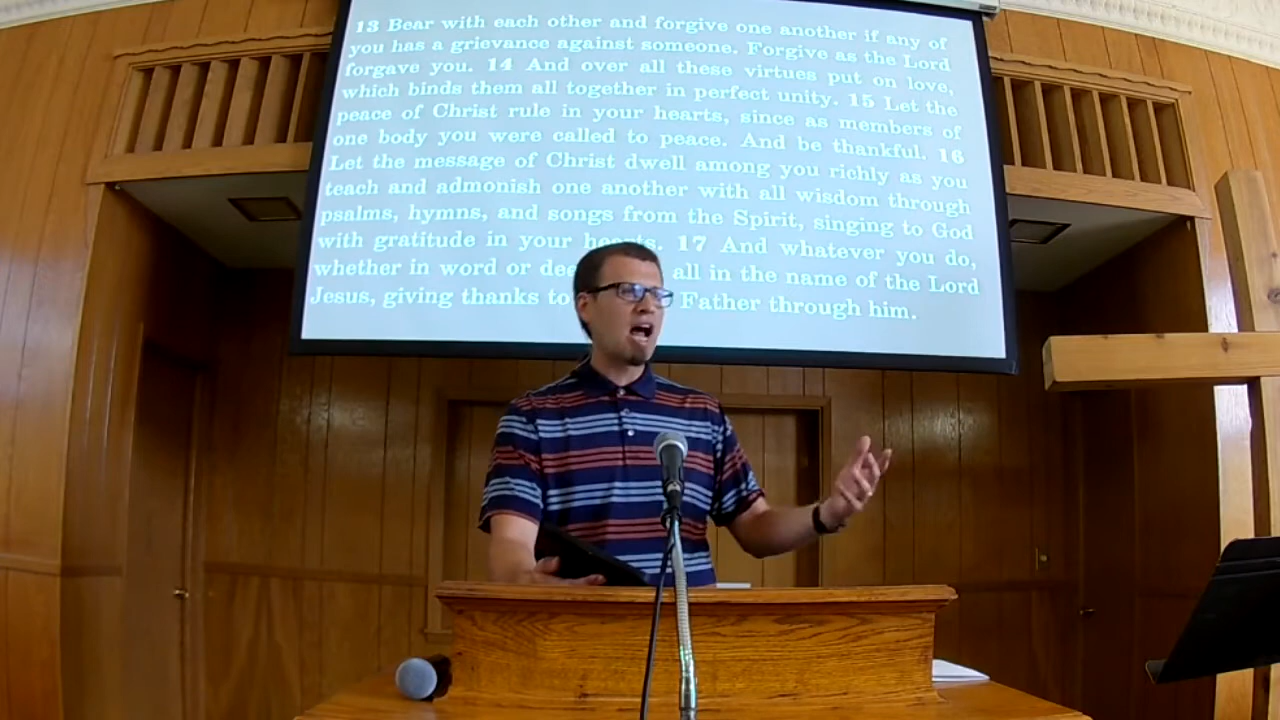 13 Bear with each other and forgive one another if any of
you has a grievance against someone. Forgive as the Lord
forgave you. 14 And over all these virtues put on love,
which binds them all together in perfect unity. 15 Let the
peace of Christ rule in your hearts, since as members of
one body you were called to peace. And be thankful. 16
Let the message of Christ dwell among you richly as you
teach and admonish one another with all wisdom through
psalms, hymns, and songs from the Spirit, singing to God
with gratitude in your hearts. 17 And whatever you do,
whether in word or all in the name of the Lord
Jesus, giving thanks to Father through him.